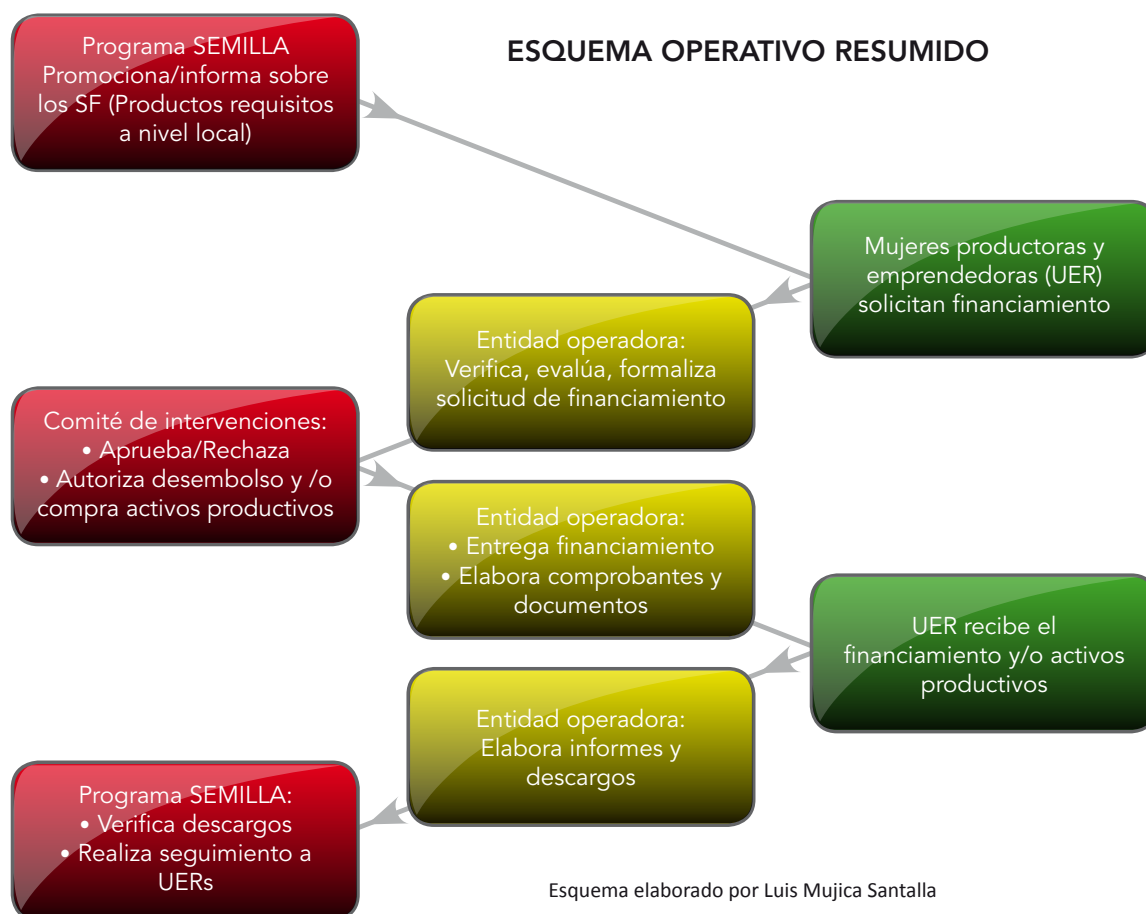 Programa SEMILLA
Promociona/informa sobre
los SF (Productos requisitos
a nivel local)
ESQUEMA OPERATIVO RESUMIDO
Mujeres productoras y
emprendedoras (UER)
solicitan financiamiento
Entidad operadora:
Verifica, evalúa, formaliza
solicitud de financiamiento
Comité de intervenciones:
• Aprueba/Rechaza
• Autoriza desembolso y /o
compra activos productivos
Entidad operadora:
• Entrega financiamiento
• Elabora comprobantes y
documentos
UER recibe el
financiamiento y/o activos
productivos
Entidad operadora:
Elabora informes y
descargos
Programa SEMILLA:
• Verifica descargos
• Realiza seguimiento a
UERs
Esquema elaborado por Luis Mujica Santalla